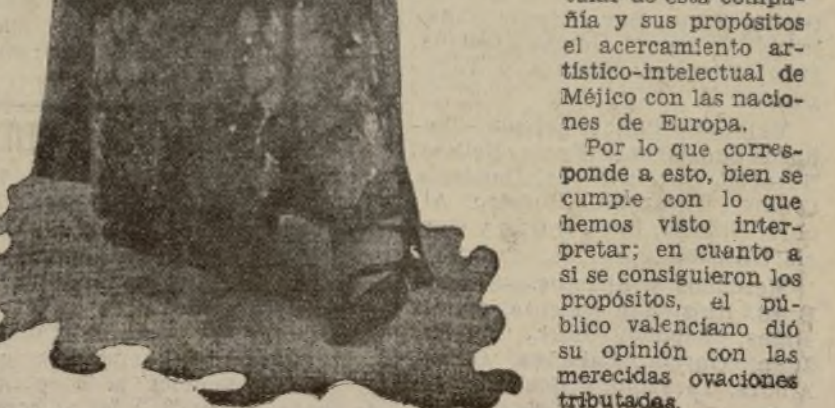 ñía y sus propósitos
el acercamiento ar-
tístico-intelectual de
Méjico con las nacio-
nes de Europa.
Por lo que corres-
ponde a esto, bien se
cumple con lo que
hemos visto inter-
pretar; en cuanto a
si se consiguieron los
propósitos, el pú-
blico valenciano dió
su opinión con las
merecidas ovaciones
tributadas.